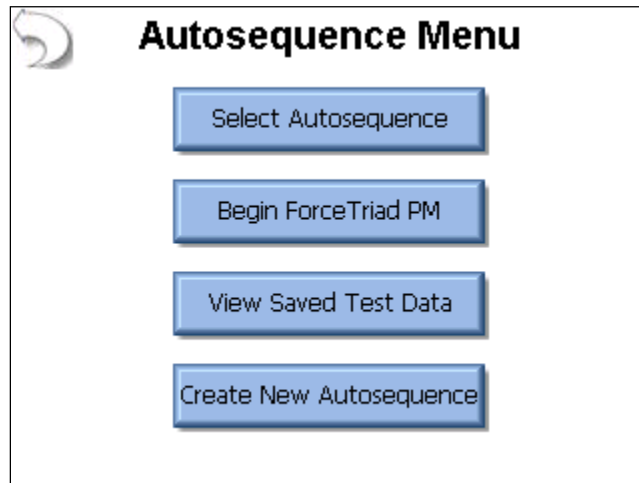 Autosequence Menu
Select Autosequence
Begin ForceTriad PM
View Saved Test Data
Create New Autosequence